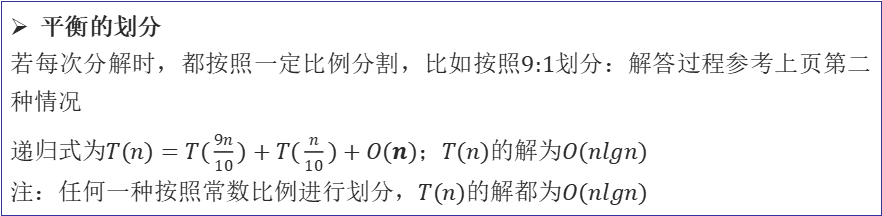 ➤ 平衡的划分
若每次分解时，都按照一定比例分割，比如按照9:1划分：解答过程参考上页第二
种情况
递归式为T(n) = T(9n/10) + T(n/10) + O(n)；T(n)的解为O(nlgn)
注：任何一种按照常数比例进行划分，T(n)的解都为O(nlgn)